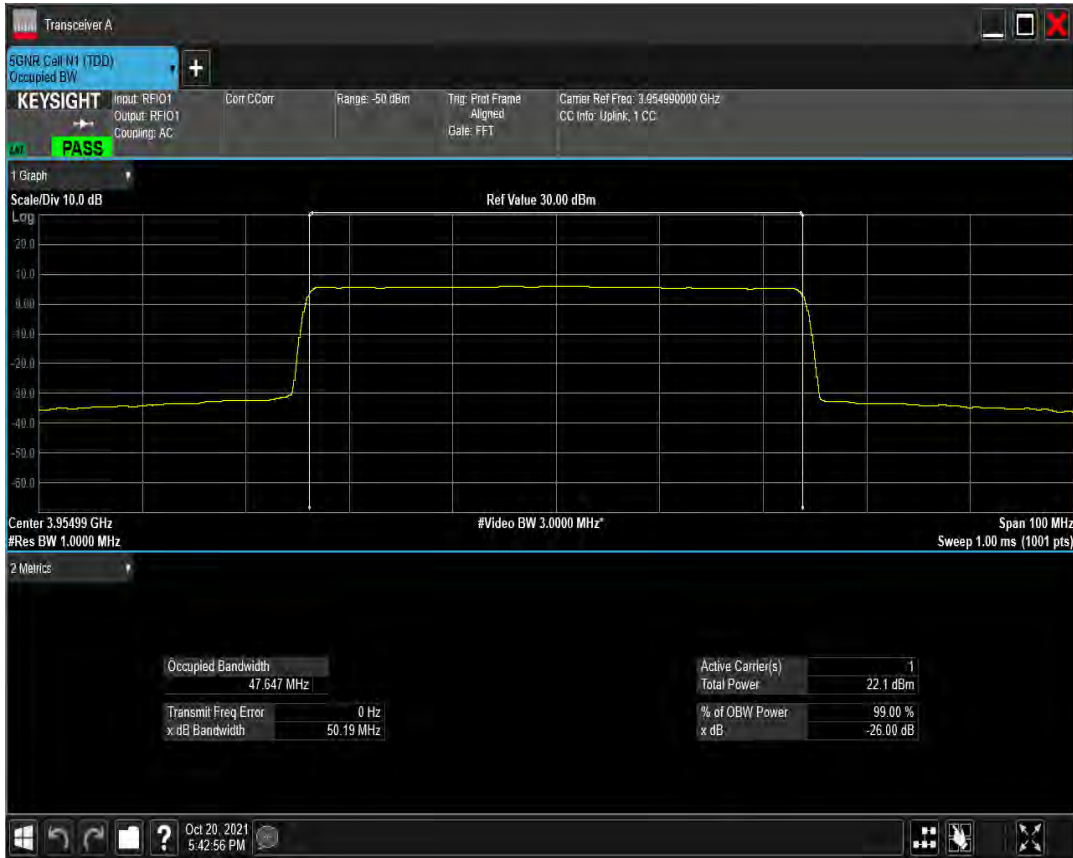 Transceiver A
5GNR Cell N1 (TDD)
Occupied BW
+
KEYSIGHT
Input: RFIO1
Output: RFIO1
Coupling: AC
Corr CCorr
Range: -50 dBm
Trig: Prot Frame
Aligned
Gate: FFT
Carrier Ref Freq: 3.954990000 GHz
CC Info: Uplink, 1 CC
PASS
1 Graph
Scale/Div 10.0 dB
Ref Value 30.00 dBm
Log
20.0
10.0
0.00
-10.0
-20.0
-30.0
-40.0
-50.0
-60.0
Center 3.95499 GHz
#Video BW 3.0000 MHz*
Span 100 MHz
#Res BW 1.0000 MHz
Sweep 1.00 ms (1001 pts)
2 Metrics
Occupied Bandwidth
47.647 MHz
Transmit Freq Error 0 Hz
x dB Bandwidth 50.19 MHz
Active Carrier(s) 1
Total Power 22.1 dBm
% of OBW Power 99.00 %
x dB -26.00 dB
?
Oct 20, 2021
5:42:56 PM